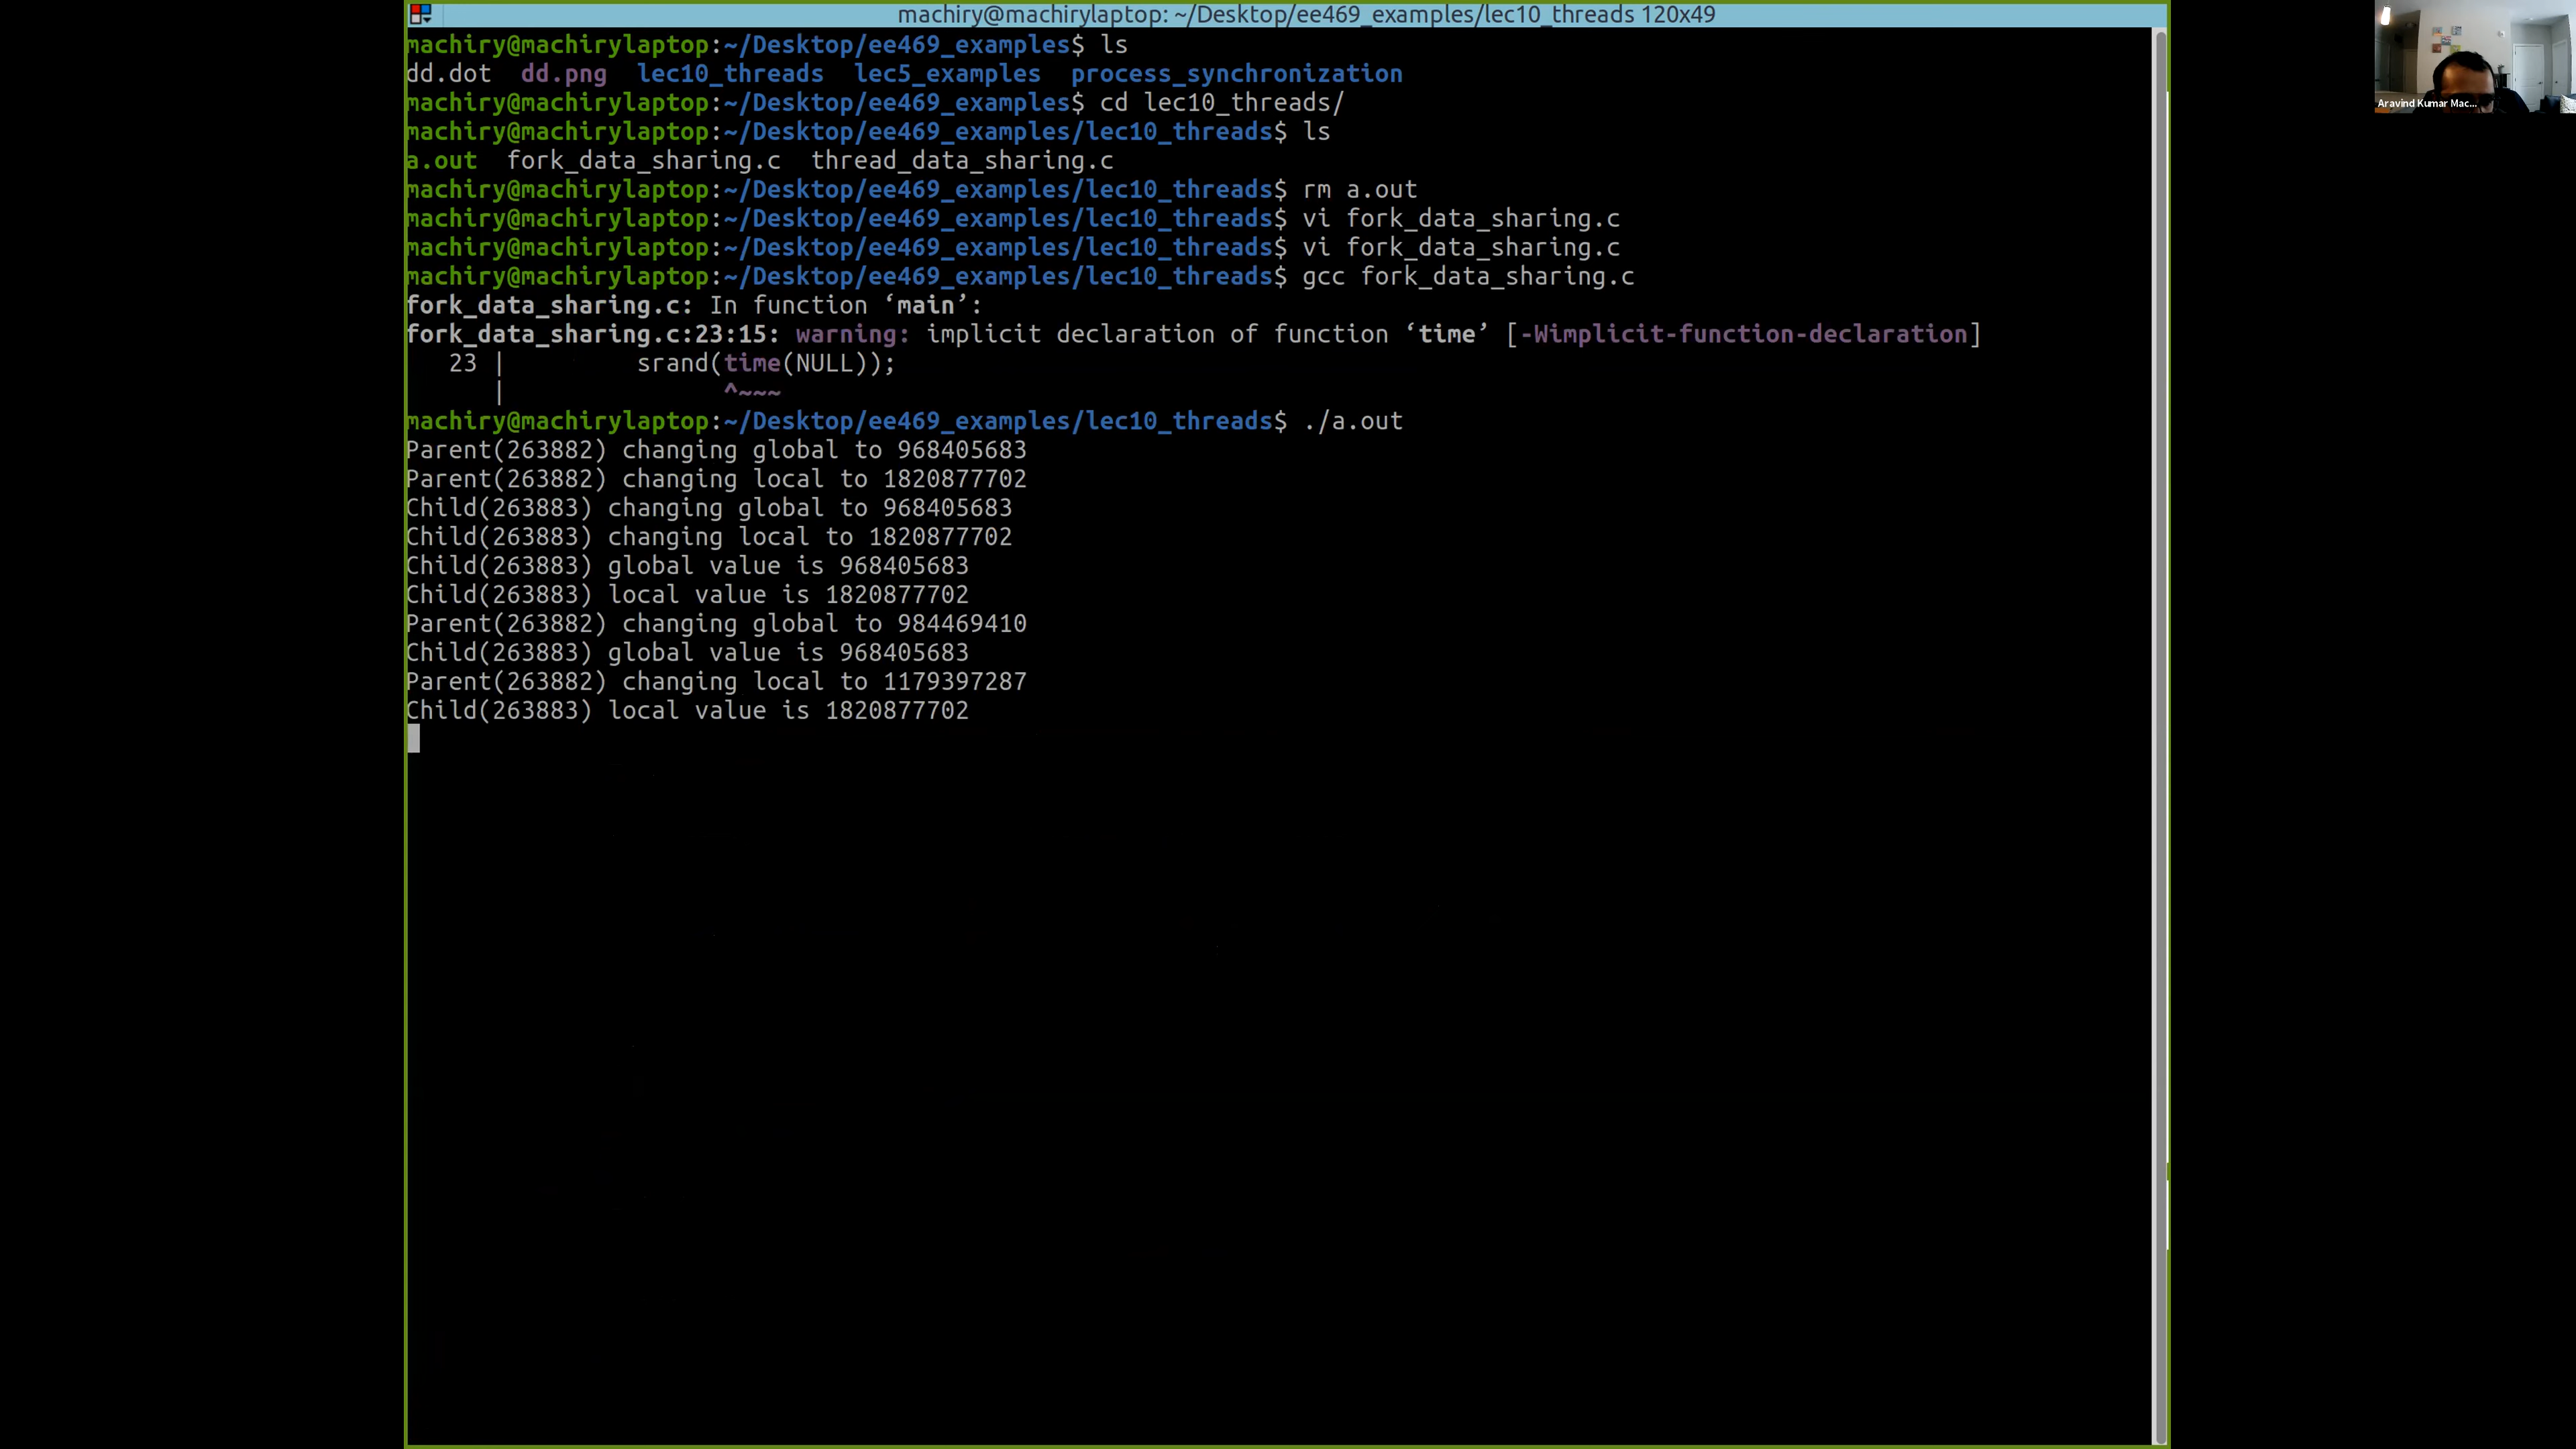 machiry@machirylaptop: ~/Desktop/ee469_examples/lec10_threads 120x49
machiry@machirylaptop:~/Desktop/ee469_examples$ ls
dd.dot  dd.png  lec10_threads  lec5_examples  process_synchronization
machiry@machirylaptop:~/Desktop/ee469_examples$ cd lec10_threads/
machiry@machirylaptop:~/Desktop/ee469_examples/lec10_threads$ ls
a.out  fork_data_sharing.c  thread_data_sharing.c
machiry@machirylaptop:~/Desktop/ee469_examples/lec10_threads$ rm a.out
machiry@machirylaptop:~/Desktop/ee469_examples/lec10_threads$ vi fork_data_sharing.c
machiry@machirylaptop:~/Desktop/ee469_examples/lec10_threads$ vi fork_data_sharing.c
machiry@machirylaptop:~/Desktop/ee469_examples/lec10_threads$ gcc fork_data_sharing.c
fork_data_sharing.c: In function ‘main’:
fork_data_sharing.c:23:15: warning: implicit declaration of function ‘time’ [-Wimplicit-function-declaration]
   23 |         srand(time(NULL));
      |               ^~~~
machiry@machirylaptop:~/Desktop/ee469_examples/lec10_threads$ ./a.out
Parent(263882) changing global to 968405683
Parent(263882) changing local to 1820877702
Child(263883) changing global to 968405683
Child(263883) changing local to 1820877702
Child(263883) global value is 968405683
Child(263883) local value is 1820877702
Parent(263882) changing global to 984469410
Child(263883) global value is 968405683
Parent(263882) changing local to 1179397287
Child(263883) local value is 1820877702
Aravind Kumar Mac...